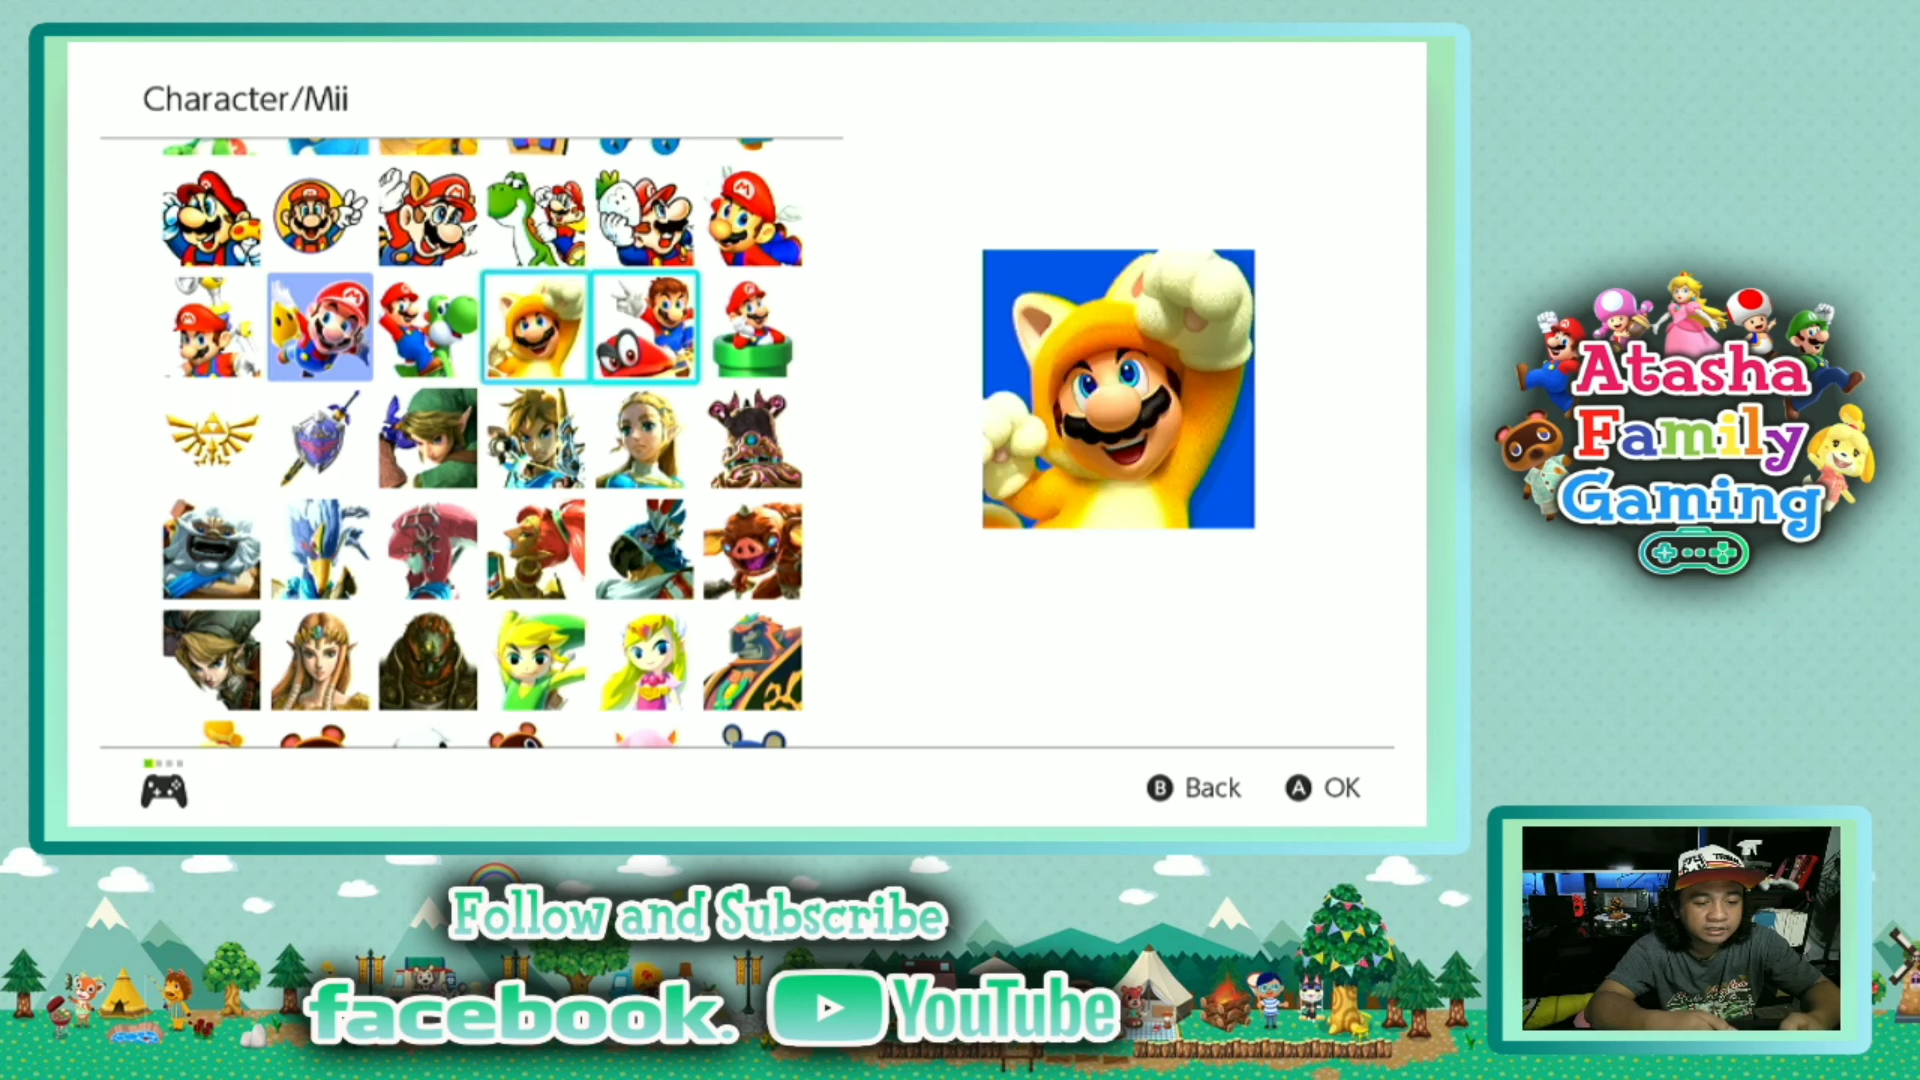 Character/Mii
B Back
A OK
Atasha
Family
Gaming
Follow and Subscribe
facebook.
YouTube